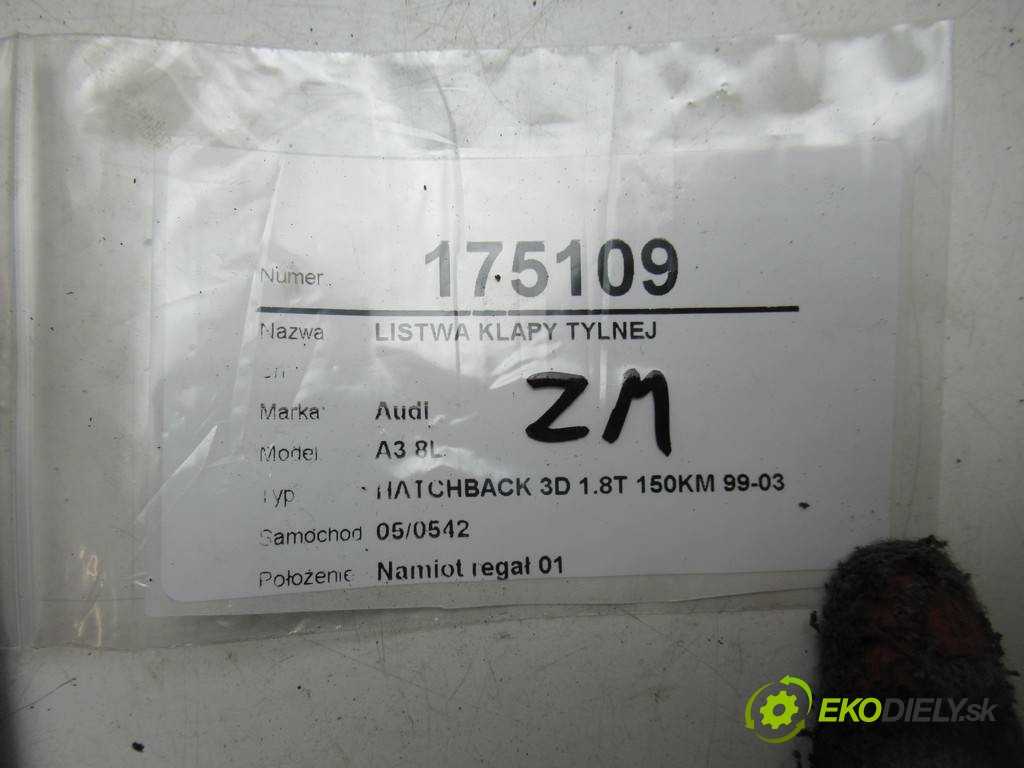 Numer 175109
Nazwa LISTWA KLAPY TYLNEJ
ZM
Marka Audi
Model A3 8L
Typ HATCHBACK 3D 1.8T 150KM 99-03
Samochod 05/0542
Położenie Namiot regał 01
EKODIELY.sk